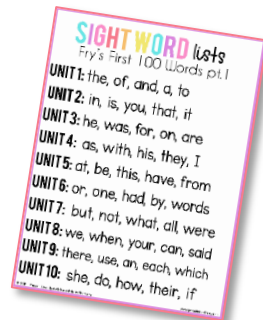 SIGHT WORD lists
Fry's First 100 Words pt.1
UNIT 1: the, of, and, a, to
UNIT 2: in, is, you, that, it
UNIT 3: he, was, for, on, are
UNIT 4: as, with, his, they, I
UNIT 5: at, be, this, have, from
UNIT 6: or, one, had, by, words
UNIT 7: but, not, what, all, were
UNIT 8: we, when, your, can, said
UNIT 9: there, use, an, each, which
UNIT 10: she, do, how, their, if